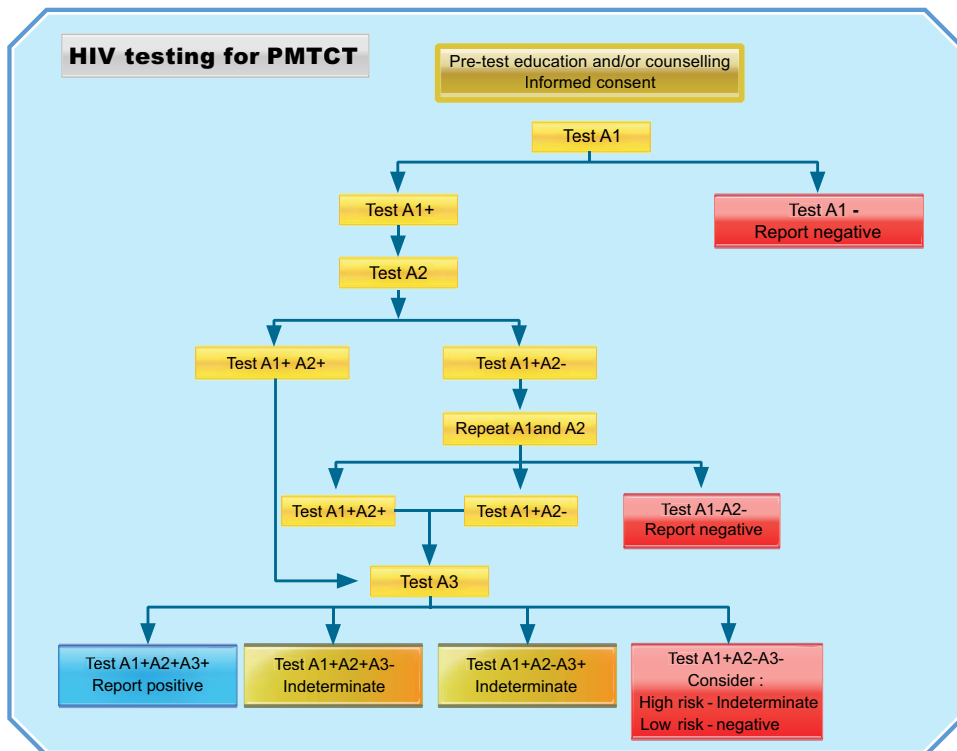 HIV testing for PMTCT
Pre-test education and/or counselling
Informed consent
Test A1
Test A1+
Test A1 -
Report negative
Test A2
Test A1+ A2+
Test A1+A2-
Repeat A1and A2
Test A1+A2+
Test A1+A2-
Test A1-A2-
Report negative
Test A3
Test A1+A2+A3+
Report positive
Test A1+A2+A3-
Indeterminate
Test A1+A2-A3+
Indeterminate
Test A1+A2-A3-
Consider :
High risk - Indeterminate
Low risk - negative